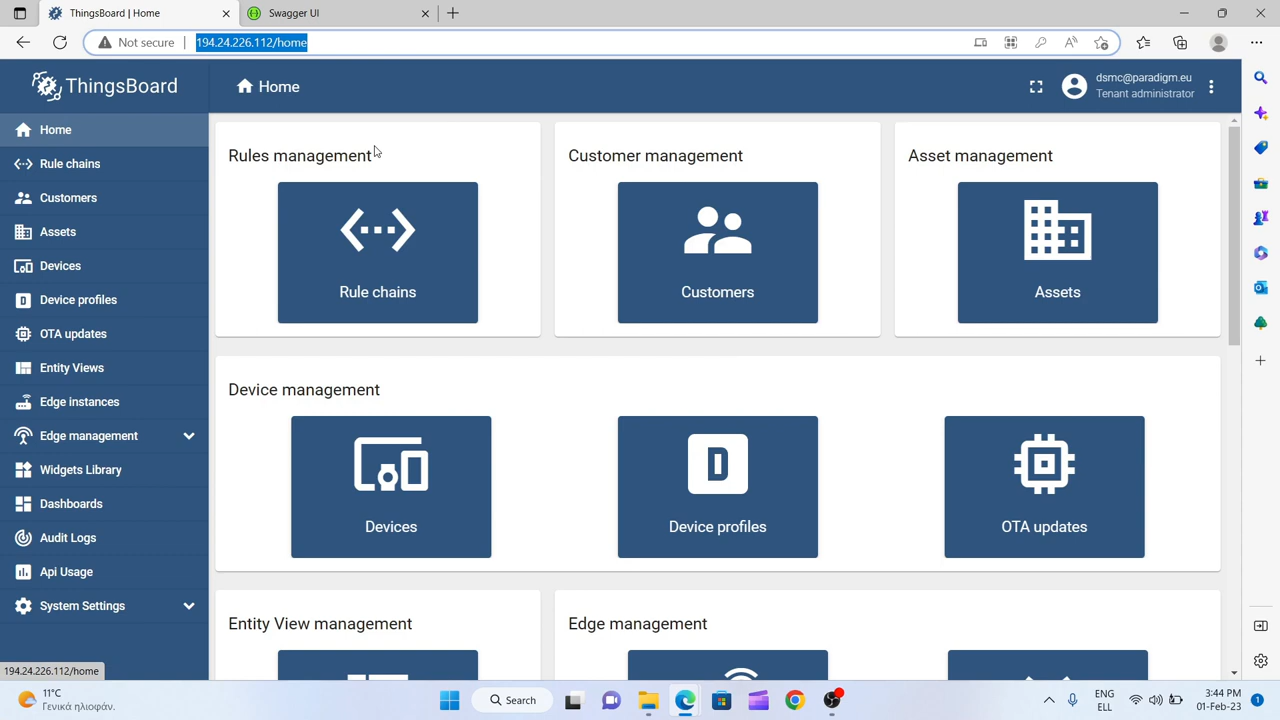 ThingsBoard | Home
Swagger UI
Not secure
194.24.226.112/home
ThingsBoard
Home
dsmc@paradigm.eu
Tenant administrator
Home
Rule chains
Customers
Assets
Devices
Device profiles
OTA updates
Entity Views
Edge instances
Edge management
Widgets Library
Dashboards
Audit Logs
Api Usage
System Settings
Rules management
Rule chains
Customer management
Customers
Asset management
Assets
Device management
Devices
D
Device profiles
OTA updates
Entity View management
Edge management
194.24.226.112/home
11°C
Γενικά ηλιοφάν.
Search
ENG
ELL
3:44 PM
01-Feb-23
1